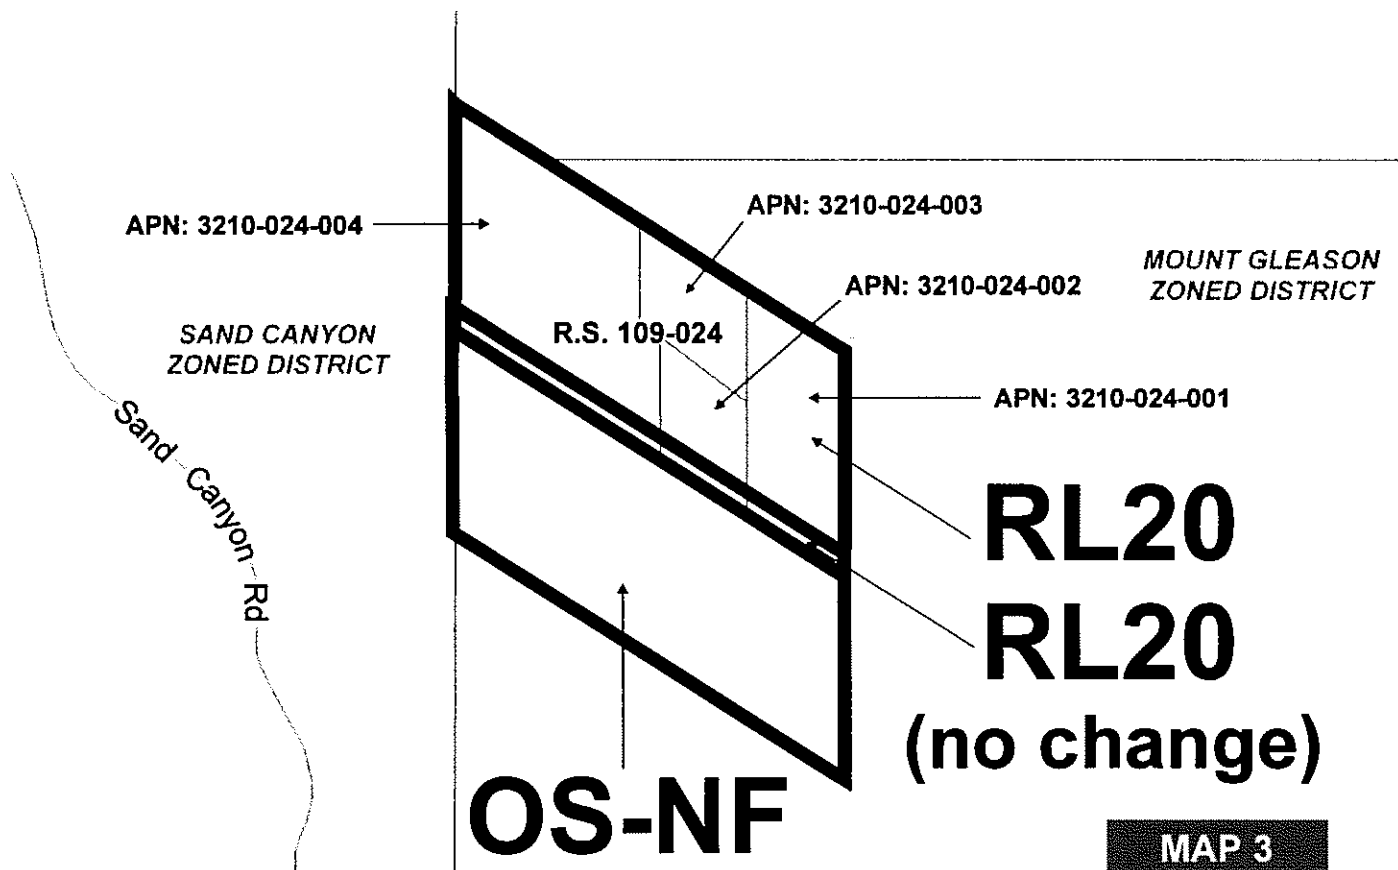 APN: 3210-024-003
APN: 3210-024-004
MOUNT GLEASON
ZONED DISTRICT
APN: 3210-024-002
SAND CANYON
ZONED DISTRICT
R.S. 109-024
APN: 3210-024-001
Sand Canyon Rd
RL20
RL20
(no change)
OS-NF
MAP 3